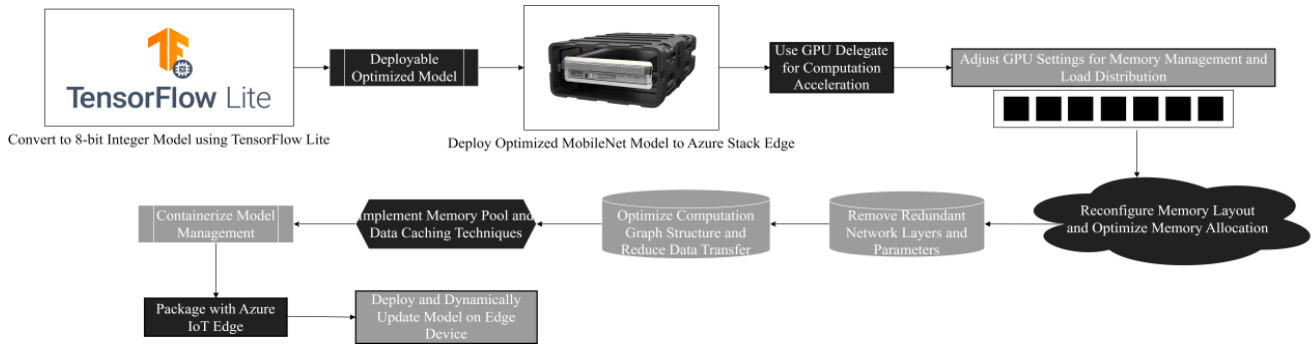 TensorFlow Lite
Convert to 8-bit Integer Model using TensorFlow Lite
Deployable
Optimized Model
Deploy Optimized MobileNet Model to Azure Stack Edge
Use GPU Delegate
for Computation
Acceleration
Adjust GPU Settings for Memory Management and
Load Distribution
Reconfigure Memory Layout
and Optimize Memory Allocation
Remove Redundant
Network Layers and
Parameters
Optimize Computation
Graph Structure and
Reduce Data Transfer
Implement Memory Pool and
Data Caching Techniques
Containerize Model
Management
Package with Azure
IoT Edge
Deploy and Dynamically
Update Model on Edge
Device